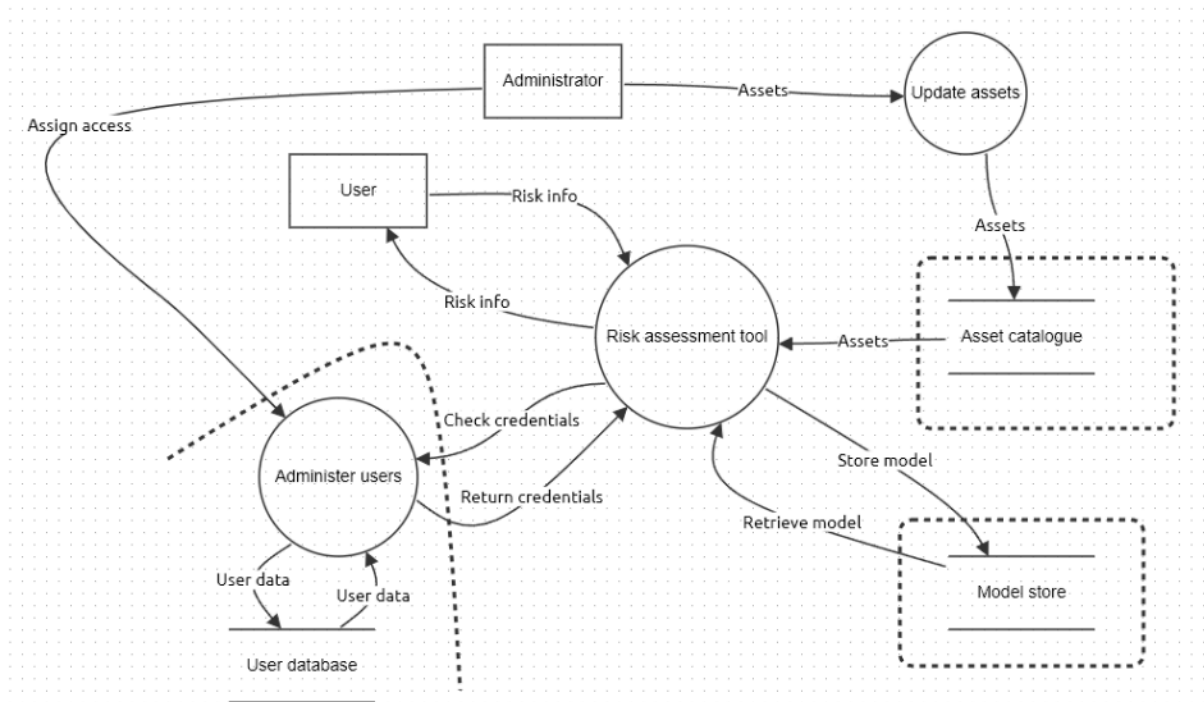 Administrator
Assets
Update assets
Assign access
User
Risk info
Assets
Risk info
Risk assessment tool
Assets
Asset catalogue
Check credentials
Store model
Administer users
Return credentials
Retrieve model
User data
User data
Model store
User database